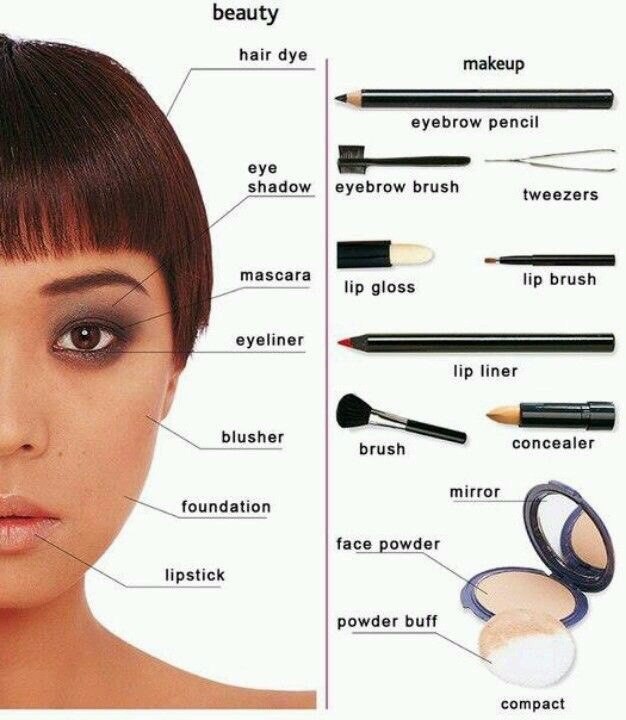 beauty
hair dye
eye
shadow
mascara
eyeliner
blusher
foundation
lipstick
makeup
eyebrow pencil
eyebrow brush
tweezers
lip gloss
lip brush
lip liner
brush
concealer
mirror
face powder
powder buff
compact